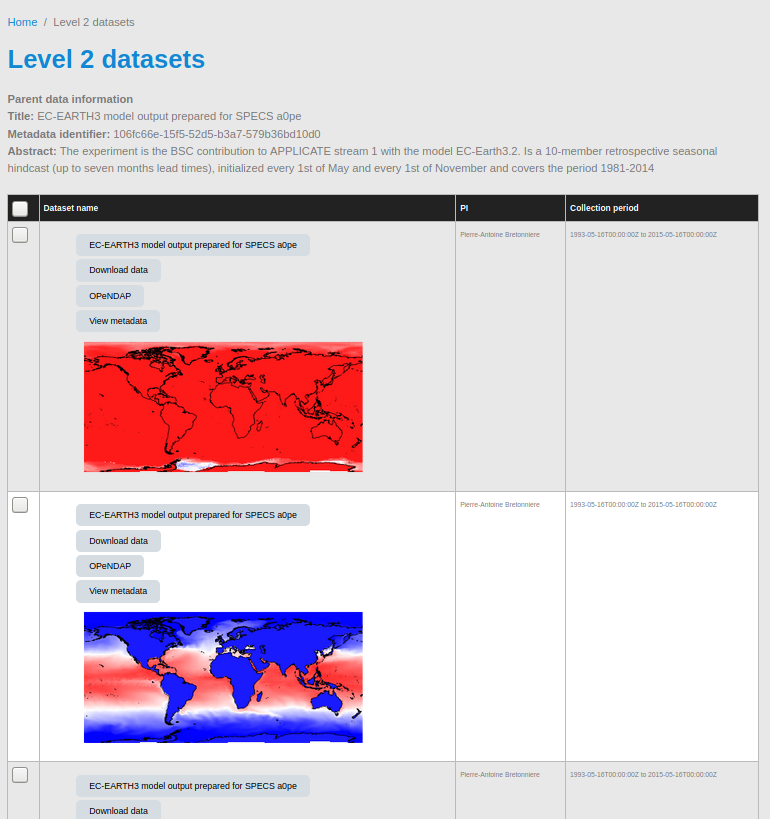 Home / Level 2 datasets
Level 2 datasets
Parent data information
Title: EC-EARTH3 model output prepared for SPECS a0pe
Metadata identifier: 106fc66e-15f5-52d5-b3a7-579b36bd10d0
Abstract: The experiment is the BSC contribution to APPLICATE stream 1 with the model EC-Earth3.2. Is a 10-member retrospective seasonal
hindcast (up to seven months lead times), initialized every 1st of May and every 1st of November and covers the period 1981-2014
Dataset name PI Collection period
EC-EARTH3 model output prepared for SPECS a0pe Pierre-Antoine Bretonniere 1993-05-16T00:00:00Z to 2015-05-16T00:00:00Z
Download data
OPeNDAP
View metadata
EC-EARTH3 model output prepared for SPECS a0pe Pierre-Antoine Bretonniere 1993-05-16T00:00:00Z to 2015-05-16T00:00:00Z
Download data
OPeNDAP
View metadata
EC-EARTH3 model output prepared for SPECS a0pe Pierre-Antoine Bretonniere 1993-05-16T00:00:00Z to 2015-05-16T00:00:00Z
Download data